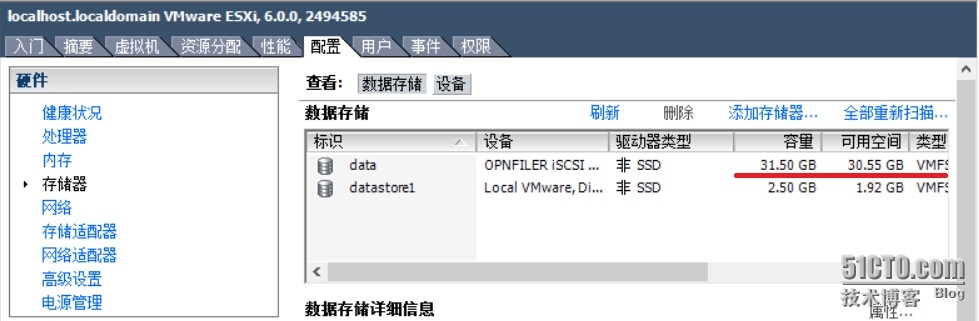 localhost.localdomain VMware ESXi, 6.0.0, 2494585
入门 摘要 虚拟机 资源分配 性能 配置 用户 事件 权限
硬件
健康状况
处理器
内存
存储器
网络
存储适配器
网络适配器
高级设置
电源管理
查看: 数据存储 设备
数据存储 刷新 删除 添加存储器... 全部重新扫描...
标识 设备 驱动器类型 容量 可用空间 类型
data OPNFILER iSCSI ... 非 SSD 31.50 GB 30.55 GB VMFS
datastore1 Local VMware, Di... 非 SSD 2.50 GB 1.92 GB VMFS
数据存储详细信息 属性...
51CTO.com
技术博客 Blog